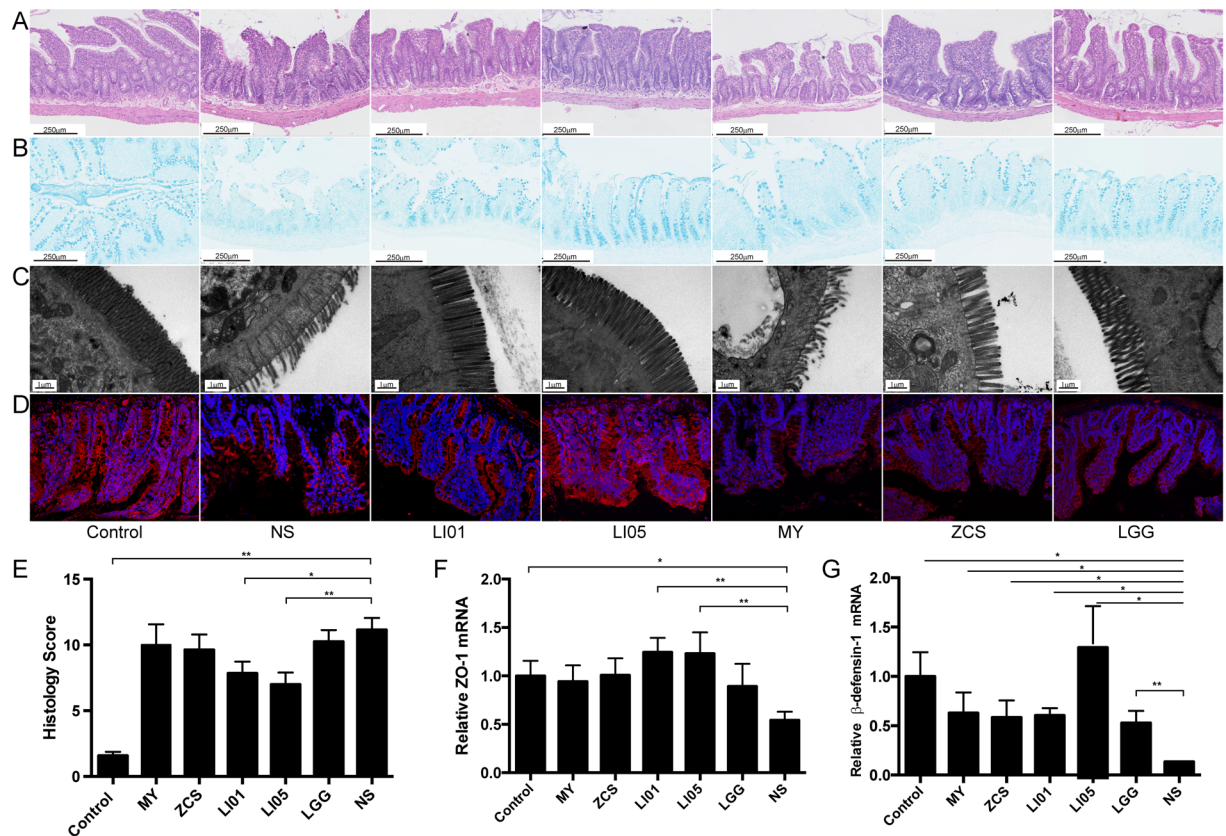 A
250µm 250µm 250µm 250µm 250µm 250µm 250µm
B
250µm 250µm 250µm 250µm 250µm 250µm 250µm
C
1µm 1µm 1µm 1µm 1µm 1µm 1µm
D
Control NS LI01 LI05 MY ZCS LGG
E
**
*
**
Histology Score
15
10
5
0
Control MY ZCS LI01 LI05 LGG NS
F
*
**
**
Relative ZO-1 mRNA
2.0
1.5
1.0
0.5
0.0
Control MY ZCS LI01 LI05 LGG NS
G
*
*
*
*
*
**
Relative β-defensin-1 mRNA
2.0
1.5
1.0
0.5
0.0
Control MY ZCS LI01 LI05 LGG NS